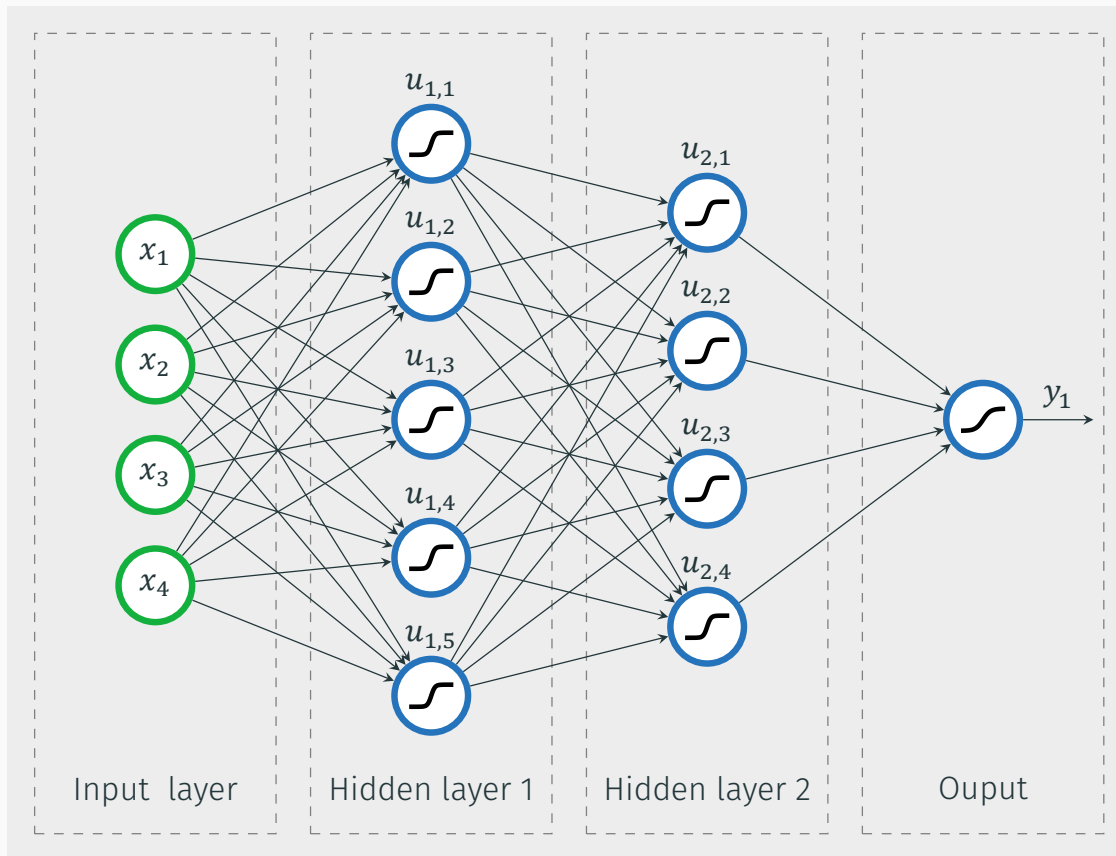 u1,1
u1,2
u1,3
u1,4
u1,5
u2,1
u2,2
u2,3
u2,4
x1
x2
x3
x4
y1
Input layer
Hidden layer 1
Hidden layer 2
Ouput